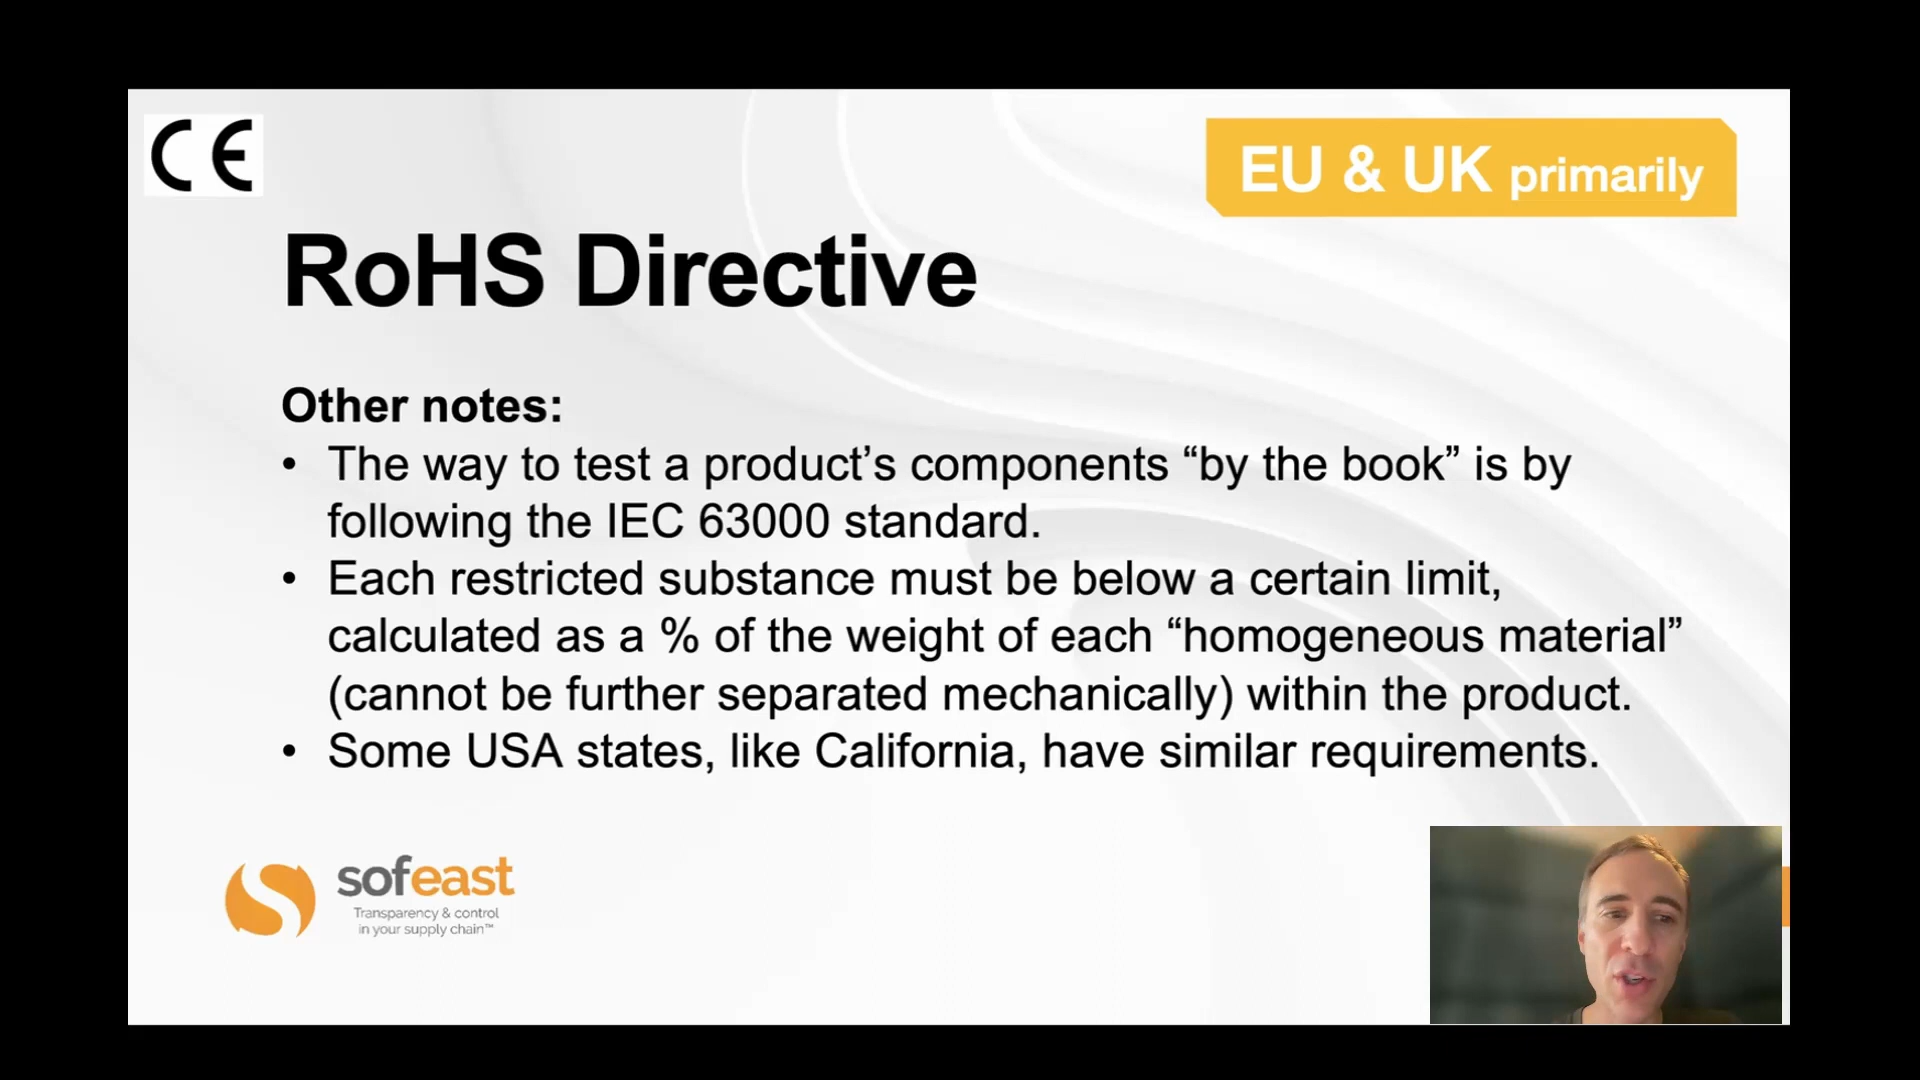 CE
EU & UK primarily
RoHS Directive
Other notes:
• The way to test a product’s components “by the book” is by
following the IEC 63000 standard.
• Each restricted substance must be below a certain limit,
calculated as a % of the weight of each “homogeneous material”
(cannot be further separated mechanically) within the product.
• Some USA states, like California, have similar requirements.
sofeast
Transparency & control
in your supply chain™